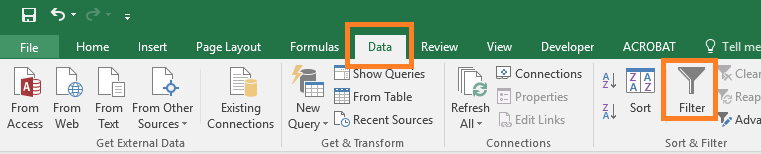 File Home Insert Page Layout Formulas Data Review View Developer ACROBAT Tell me
From Access
From Web
From Text
From Other Sources
Existing Connections
Get External Data
New Query
Show Queries
From Table
Recent Sources
Get & Transform
Refresh All
Connections
Properties
Edit Links
Connections
A
Z
Z
A
Z A
A Z
Sort
Filter
Clear
Reap
Adva
Sort & Filter